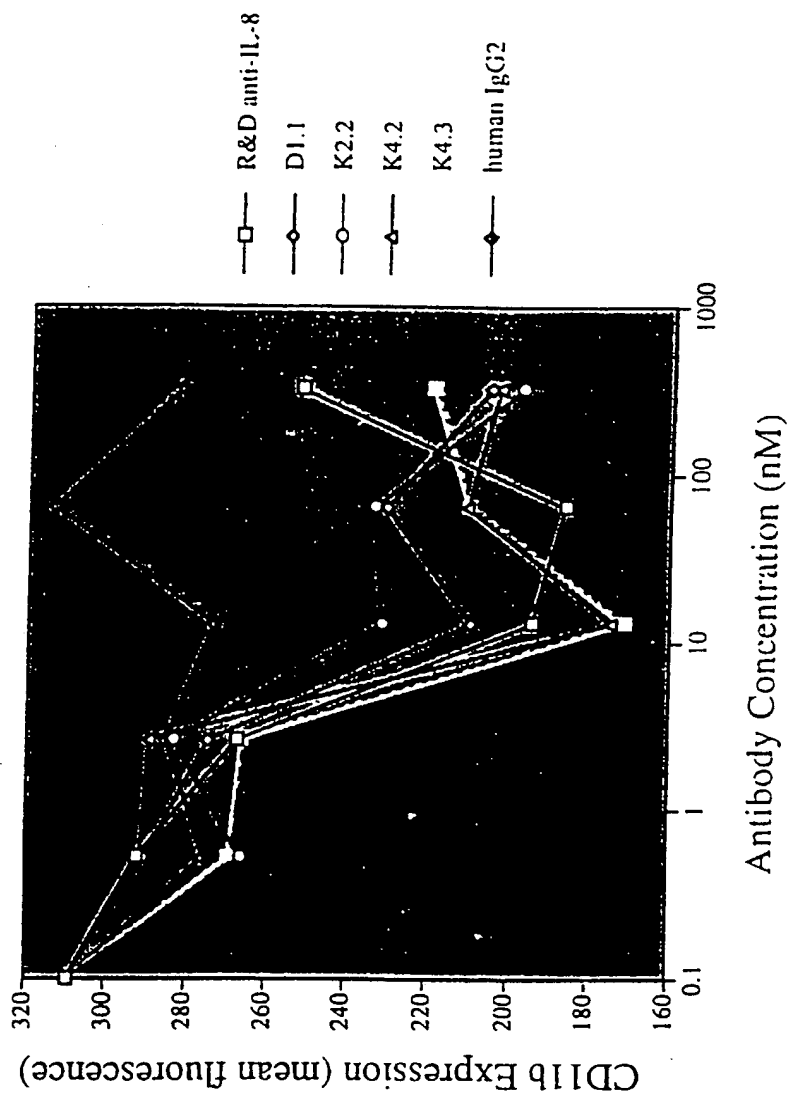 R&D anti-IL-8
D1.1
K2.2
K4.2
K4.3
human IgG2
CD11b Expression (mean fluorescence)
320
300
280
260
240
220
200
180
160
0.1
1
10
100
1000
Antibody Concentration (nM)